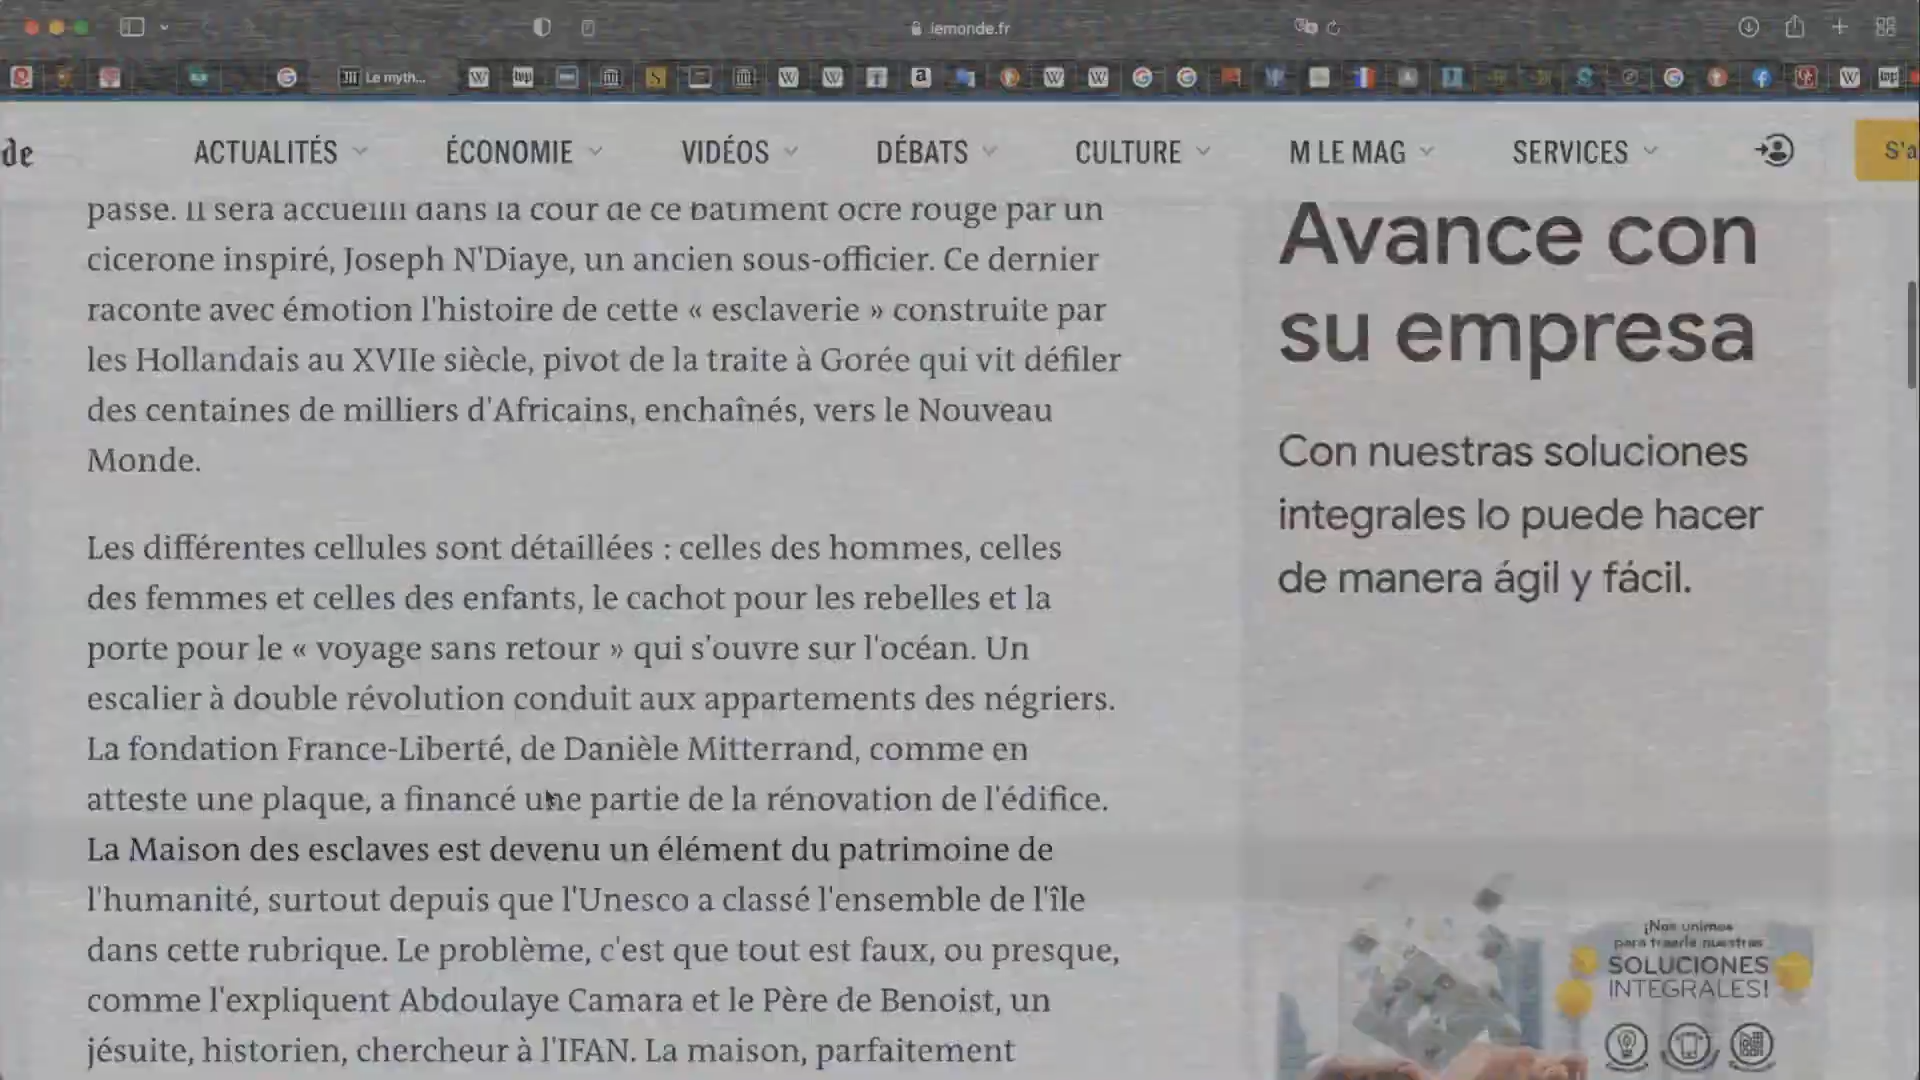 lemonde.fr
Le myth...
de
ACTUALITÉS
ÉCONOMIE
VIDÉOS
DÉBATS
CULTURE
M LE MAG
SERVICES
S'a
passé. Il sera accueilli dans la cour de ce bâtiment ocre rouge par un
cicerone inspiré, Joseph N'Diaye, un ancien sous-officier. Ce dernier
raconte avec émotion l'histoire de cette « esclaverie » construite par
les Hollandais au XVIIe siècle, pivot de la traite à Gorée qui vit défiler
des centaines de milliers d'Africains, enchaînés, vers le Nouveau
Monde.
Les différentes cellules sont détaillées : celles des hommes, celles
des femmes et celles des enfants, le cachot pour les rebelles et la
porte pour le « voyage sans retour » qui s'ouvre sur l'océan. Un
escalier à double révolution conduit aux appartements des négriers.
La fondation France-Liberté, de Danièle Mitterrand, comme en
atteste une plaque, a financé une partie de la rénovation de l'édifice.
La Maison des esclaves est devenu un élément du patrimoine de
l'humanité, surtout depuis que l'Unesco a classé l'ensemble de l'île
dans cette rubrique. Le problème, c'est que tout est faux, ou presque,
comme l'expliquent Abdoulaye Camara et le Père de Benoist, un
jésuite, historien, chercheur à l'IFAN. La maison, parfaitement
Avance con
su empresa
Con nuestras soluciones
integrales lo puede hacer
de manera ágil y fácil.
¡Nos unimos
para traerle nuestras
SOLUCIONES
INTEGRALES!